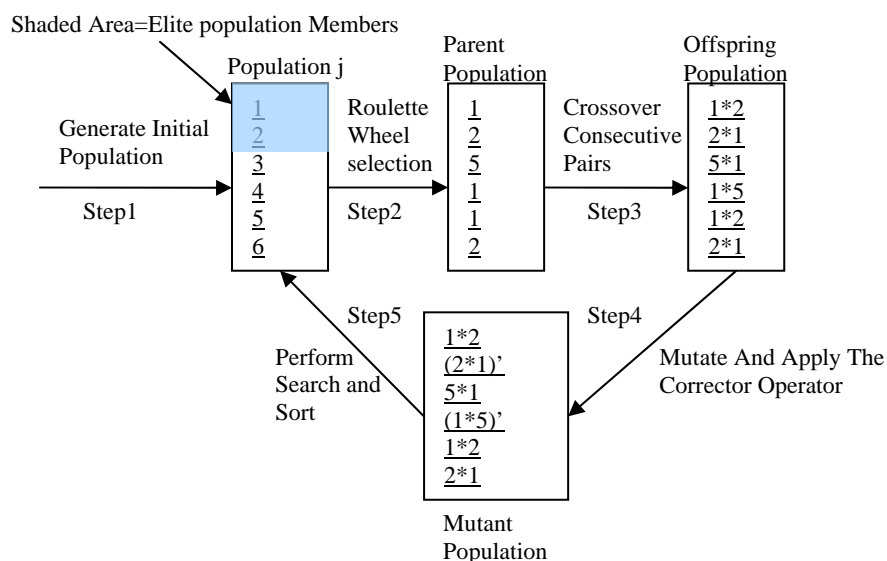 Shaded Area=Elite population Members
Population j
1
2
3
4
5
6
Generate Initial
Population
Step1
Roulette
Wheel
selection
Step2
Parent
Population
1
2
5
1
1
2
Crossover
Consecutive
Pairs
Step3
Offspring
Population
1*2
2*1
5*1
1*5
1*2
2*1
Step4
Mutate And Apply The
Corrector Operator
1*2
(2*1)’
5*1
(1*5)’
1*2
2*1
Mutant
Population
Step5
Perform
Search and
Sort